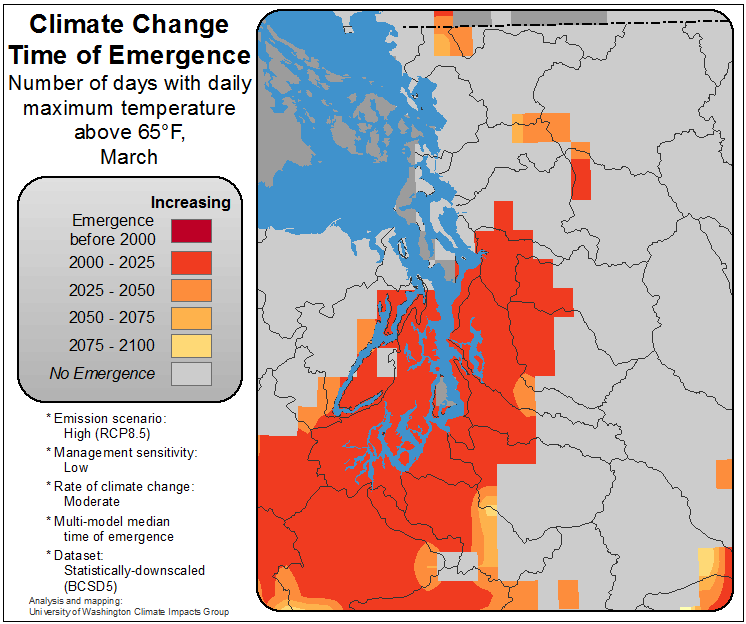 Climate Change
Time of Emergence
Number of days with daily
maximum temperature
above 65°F,
March
Increasing
Emergence
before 2000
2000 - 2025
2025 - 2050
2050 - 2075
2075 - 2100
No Emergence
* Emission scenario:
High (RCP8.5)
* Management sensitivity:
Low
* Rate of climate change:
Moderate
* Multi-model median
time of emergence
* Dataset:
Statistically-downscaled
(BCSD5)
Analysis and mapping:
University of Washington Climate Impacts Group